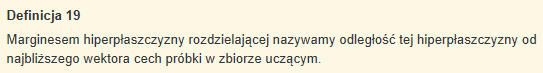 Definicja 19
Marginesem hiperpłaszczyzny rozdzielającej nazywamy odległość tej hiperpłaszczyzny od
najbliższego wektora cech próbki w zbiorze uczącym.